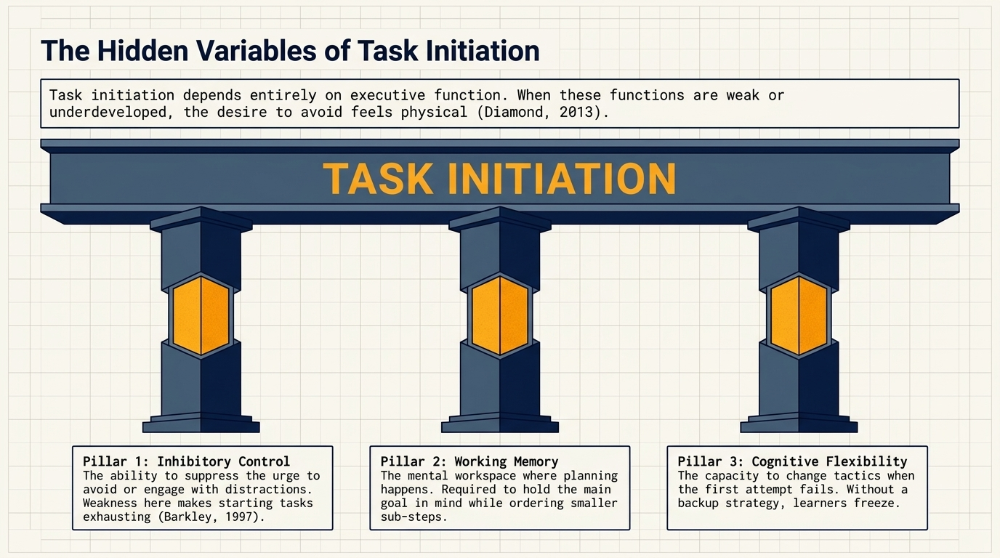 The Hidden Variables of Task Initiation
Task initiation depends entirely on executive function. When these functions are weak or
underdeveloped, the desire to avoid feels physical (Diamond, 2013).
TASK INITIATION
Pillar 1: Inhibitory Control
The ability to suppress the urge to
avoid or engage with distractions.
Weakness here makes starting tasks
exhausting (Barkley, 1997).
Pillar 2: Working Memory
The mental workspace where planning
happens. Required to hold the main
goal in mind while ordering smaller
sub-steps.
Pillar 3: Cognitive Flexibility
The capacity to change tactics when
the first attempt fails. Without a
backup strategy, learners freeze.